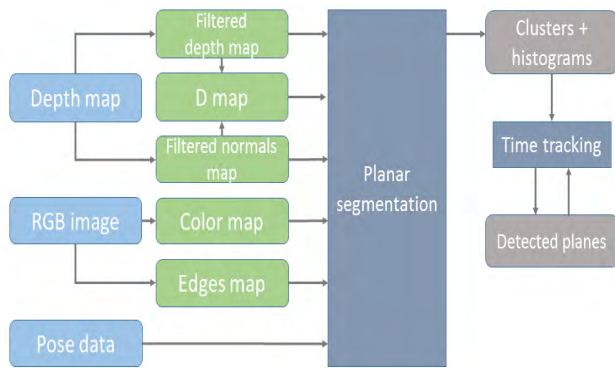 Filtered
depth map
Depth map
D map
Filtered normals
map
RGB image
Color map
Edges map
Pose data
Planar
segmentation
Clusters +
histograms
Time tracking
Detected planes